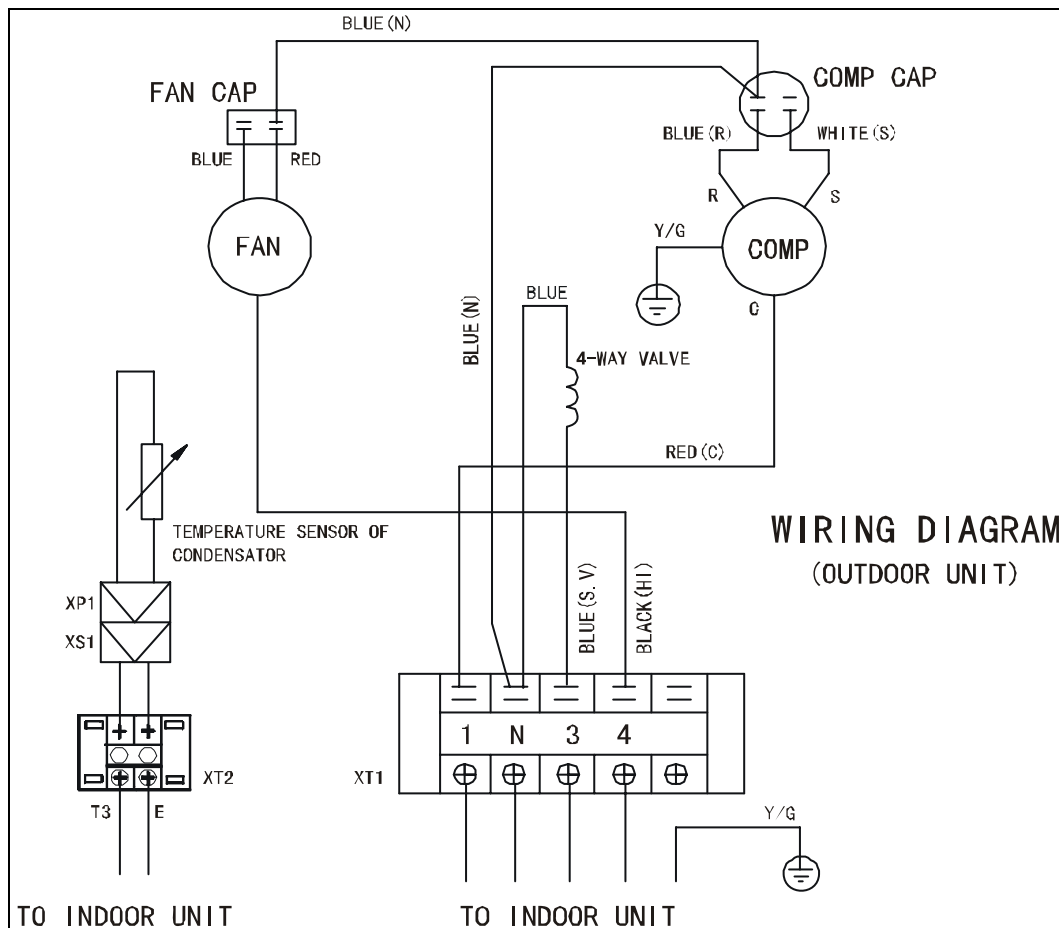 BLUE(N)
FAN CAP
COMP CAP
BLUE
RED
BLUE(R)
WHITE(S)
R
S
FAN
COMP
Y/G
C
BLUE
BLUE(N)
4-WAY VALVE
RED(C)
TEMPERATURE SENSOR OF
CONDENSATOR
WIRING DIAGRAM
(OUTDOOR UNIT)
BLUE(S.V)
BLACK(HI)
XP1
XS1
1 N 3 4
XT1
XT2
T3
E
Y/G
TO INDOOR UNIT
TO INDOOR UNIT